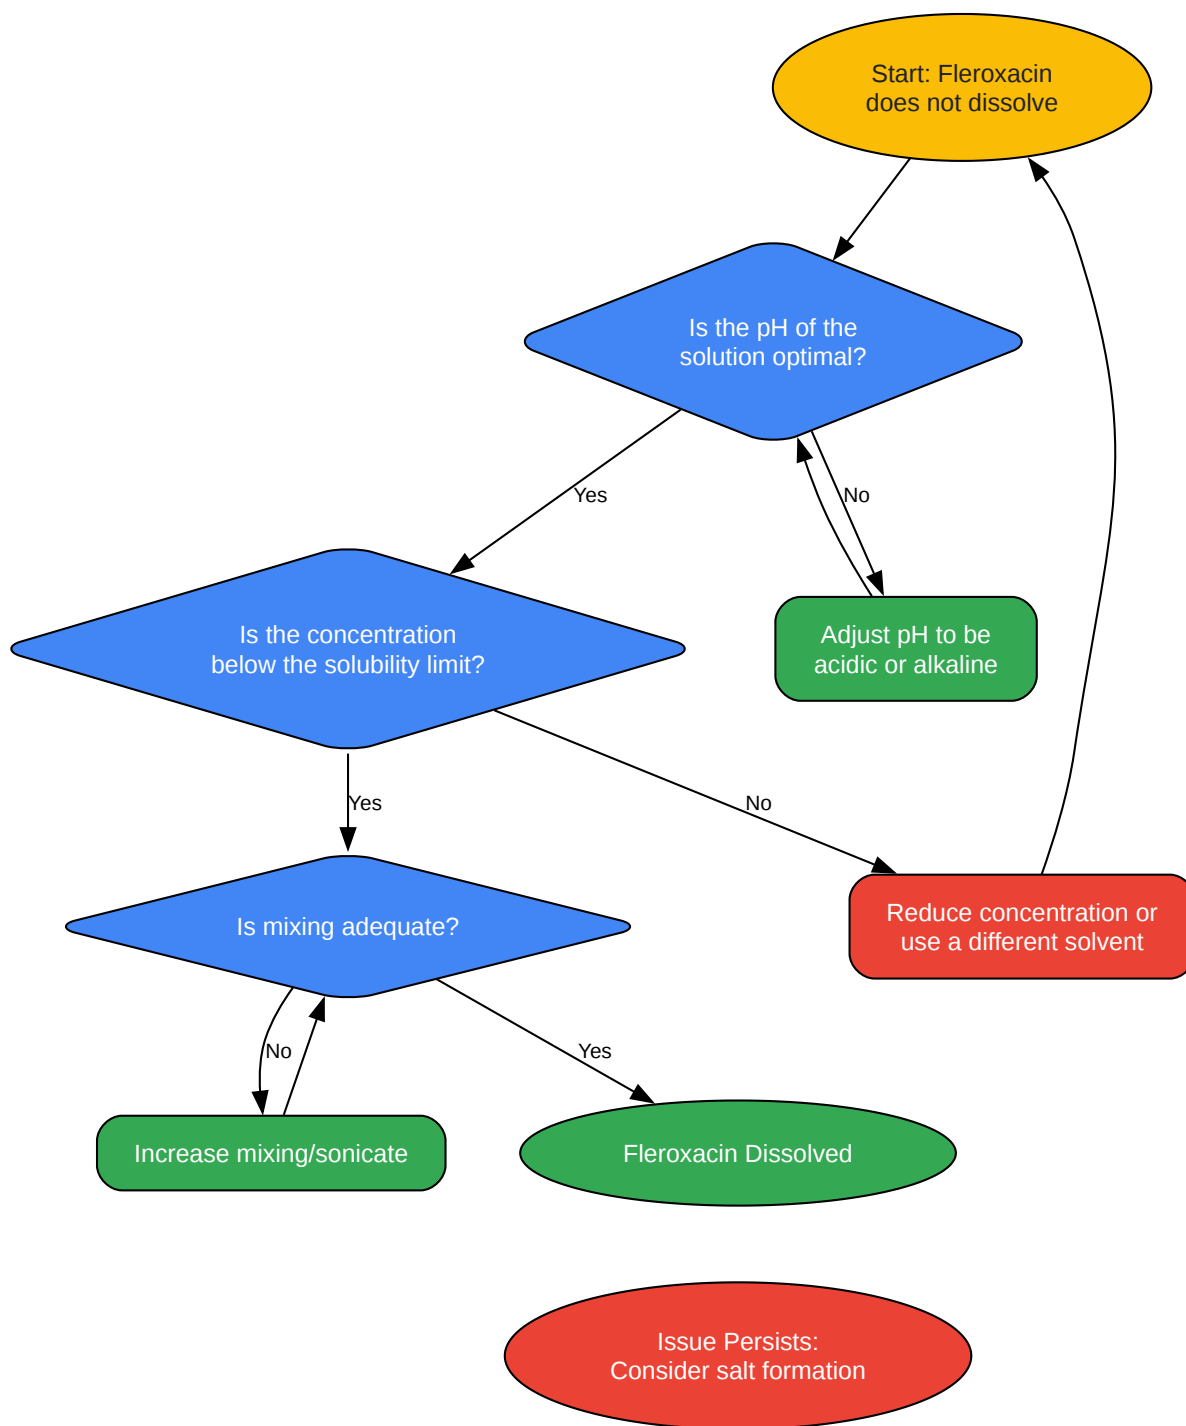 Start: Fleroxacin
does not dissolve
Is the pH of the
solution optimal?
Yes
No
Is the concentration
below the solubility limit?
Adjust pH to be
acidic or alkaline
Yes
No
Is mixing adequate?
Reduce concentration or
use a different solvent
No
Yes
Increase mixing/sonicate
Fleroxacin Dissolved
Issue Persists:
Consider salt formation